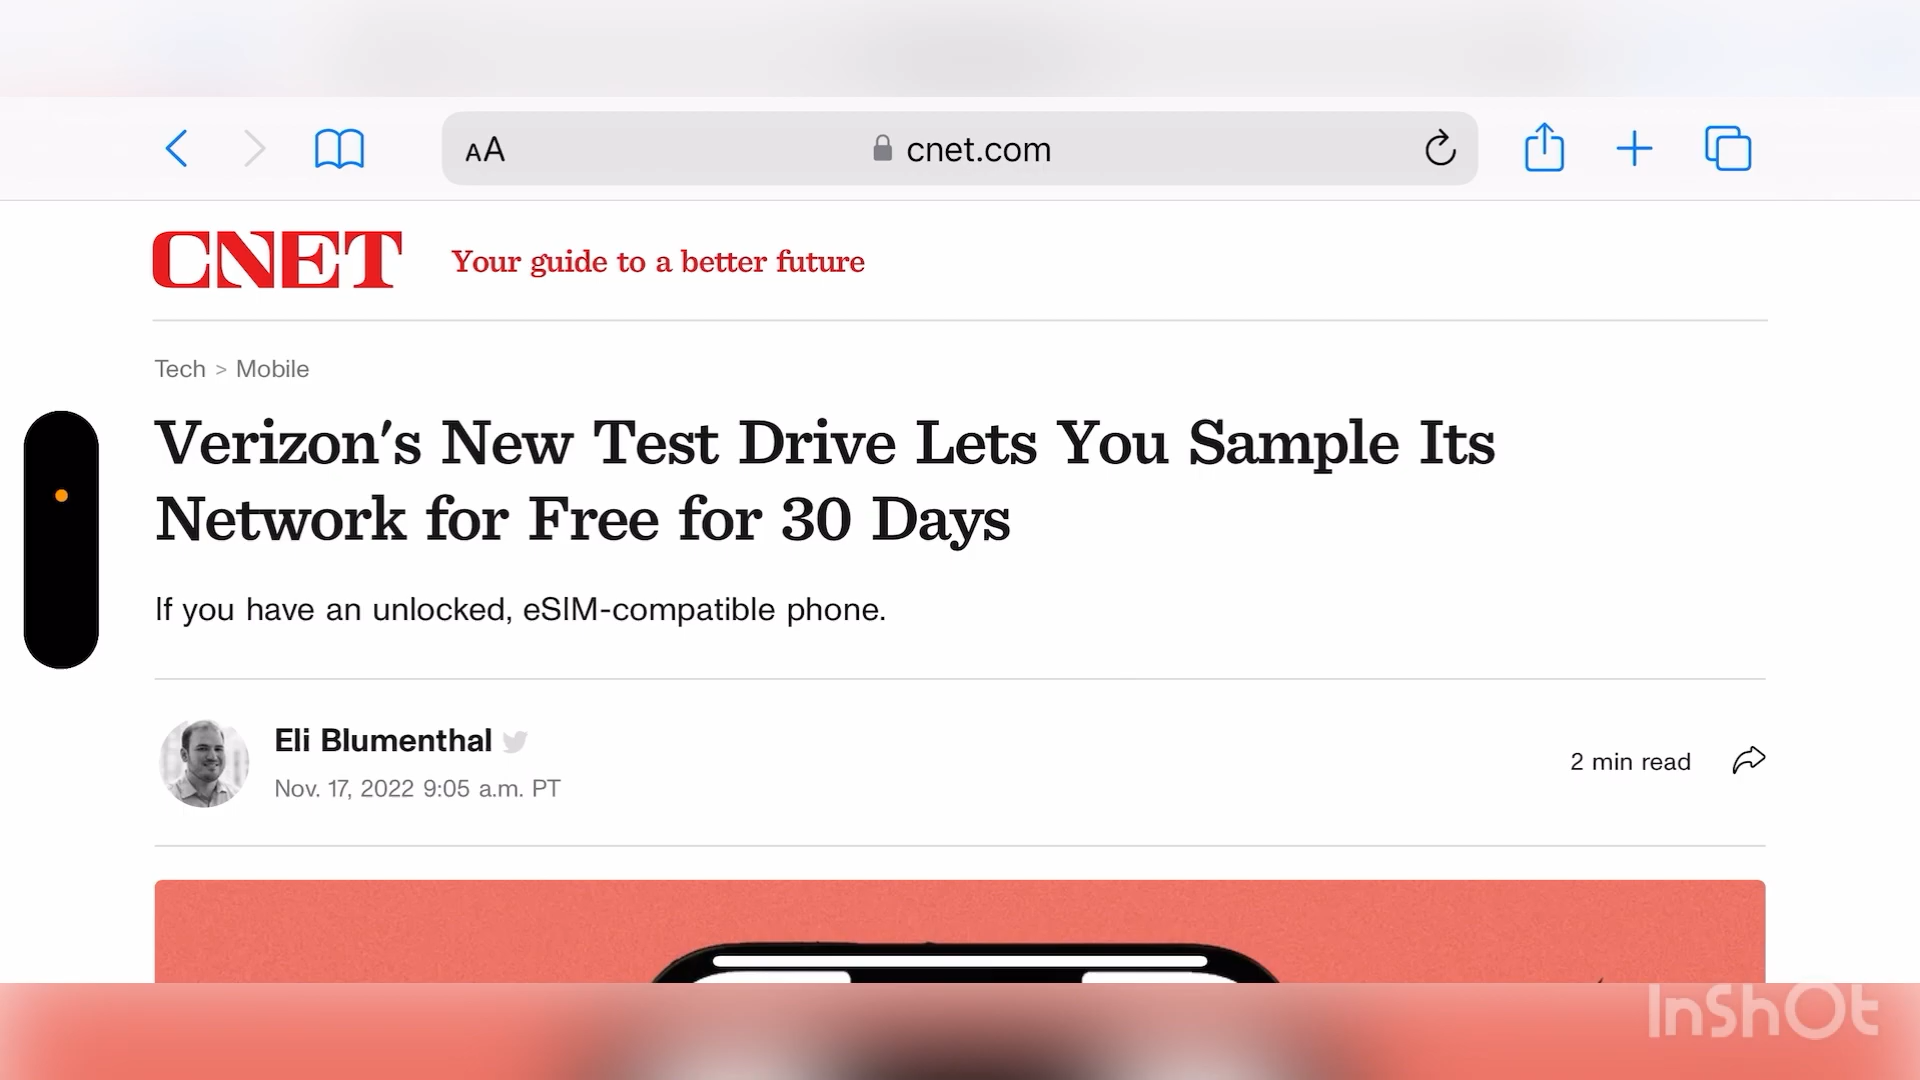 AA
cnet.com
CNET
Your guide to a better future
Tech > Mobile
Verizon's New Test Drive Lets You Sample Its
Network for Free for 30 Days
If you have an unlocked, eSIM-compatible phone.
Eli Blumenthal
Nov. 17, 2022 9:05 a.m. PT
2 min read
InShOt